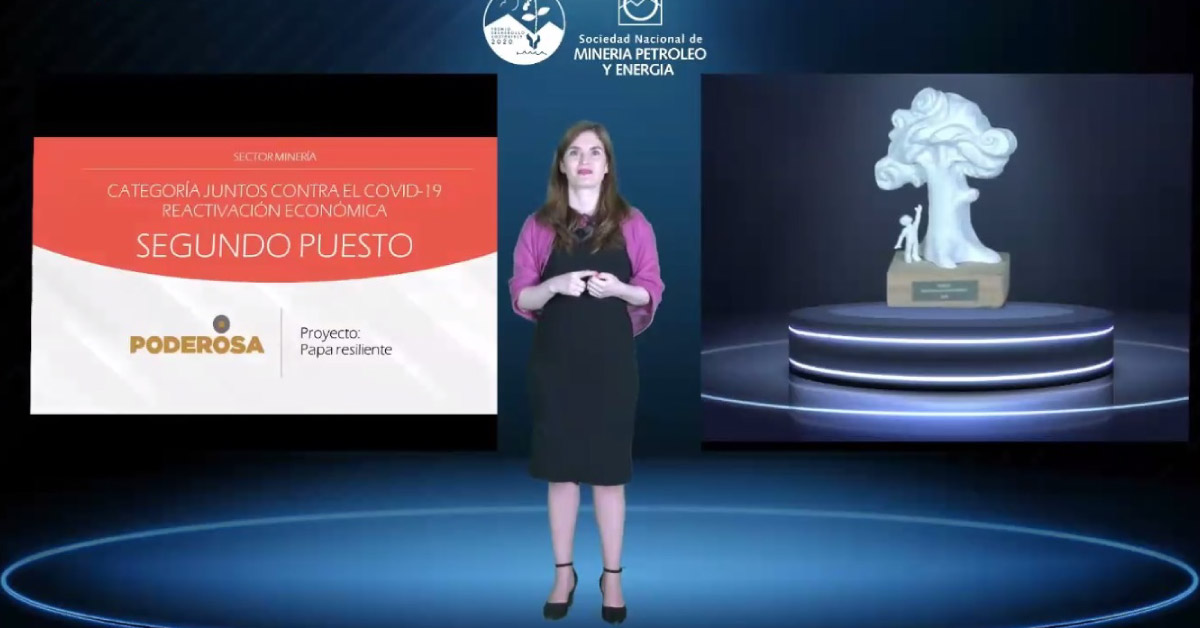 PREMIO
DESARROLLO
SOSTENIBLE
2020
Sociedad Nacional de
MINERIA PETROLEO
Y ENERGIA
SECTOR MINERÍA
CATEGORÍA JUNTOS CONTRA EL COVID-19
REACTIVACIÓN ECONÓMICA
SEGUNDO PUESTO
PODEROSA
Proyecto:
Papa resiliente